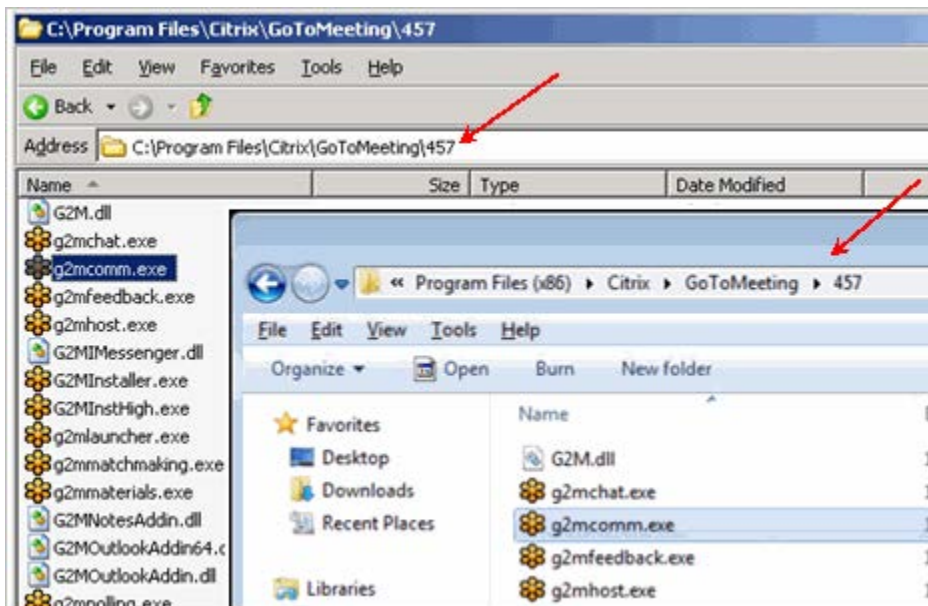 C:\Program Files\Citrix\GoToMeeting\457
File Edit View Favorites Tools Help
Back
Address C:\Program Files\Citrix\GoToMeeting\457
Name Size Type Date Modified
G2M.dll
g2mchat.exe
g2mcomm.exe
g2mfeedback.exe
g2mhost.exe
G2MIMessenger.dll
G2MInstaller.exe
G2MInstHigh.exe
g2mlauncher.exe
g2mmatchmaking.exe
g2mmaterials.exe
G2MNotesAddin.dll
G2MOutlookAddin64.
G2MOutlookAddin.dll
g2mpolling.exe
« Program Files (x86) Citrix GoToMeeting 457
File Edit View Tools Help
Organize Open Burn New folder
Favorites
Desktop
Downloads
Recent Places
Libraries
Name
G2M.dll
g2mchat.exe
g2mcomm.exe
g2mfeedback.exe
g2mhost.exe